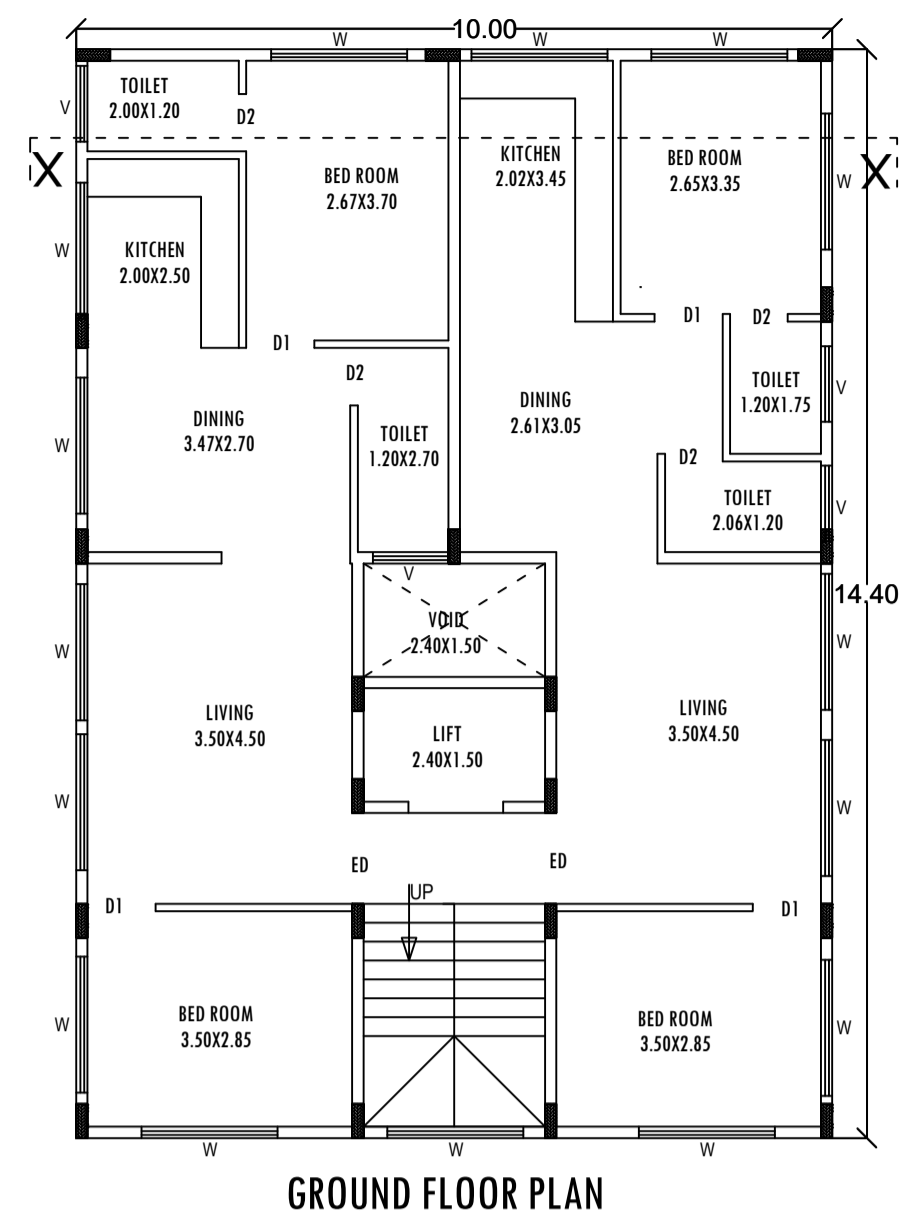 10.00
W
W
W
TOILET
2.00X1.20
V
D2
X
X
BED ROOM
2.67X3.70
KITCHEN
2.02X3.45
BED ROOM
2.65X3.35
W
W
KITCHEN
2.00X2.50
D1
D1
D2
D2
TOILET
1.20X1.75
V
DINING
3.47X2.70
W
TOILET
1.20X2.70
DINING
2.61X3.05
D2
TOILET
2.06X1.20
V
V
14.40
VOID
2.40X1.50
W
W
LIVING
3.50X4.50
LIFT
2.40X1.50
LIVING
3.50X4.50
W
W
ED
ED
UP
D1
D1
BED ROOM
3.50X2.85
BED ROOM
3.50X2.85
W
W
W
W
W
GROUND FLOOR PLAN